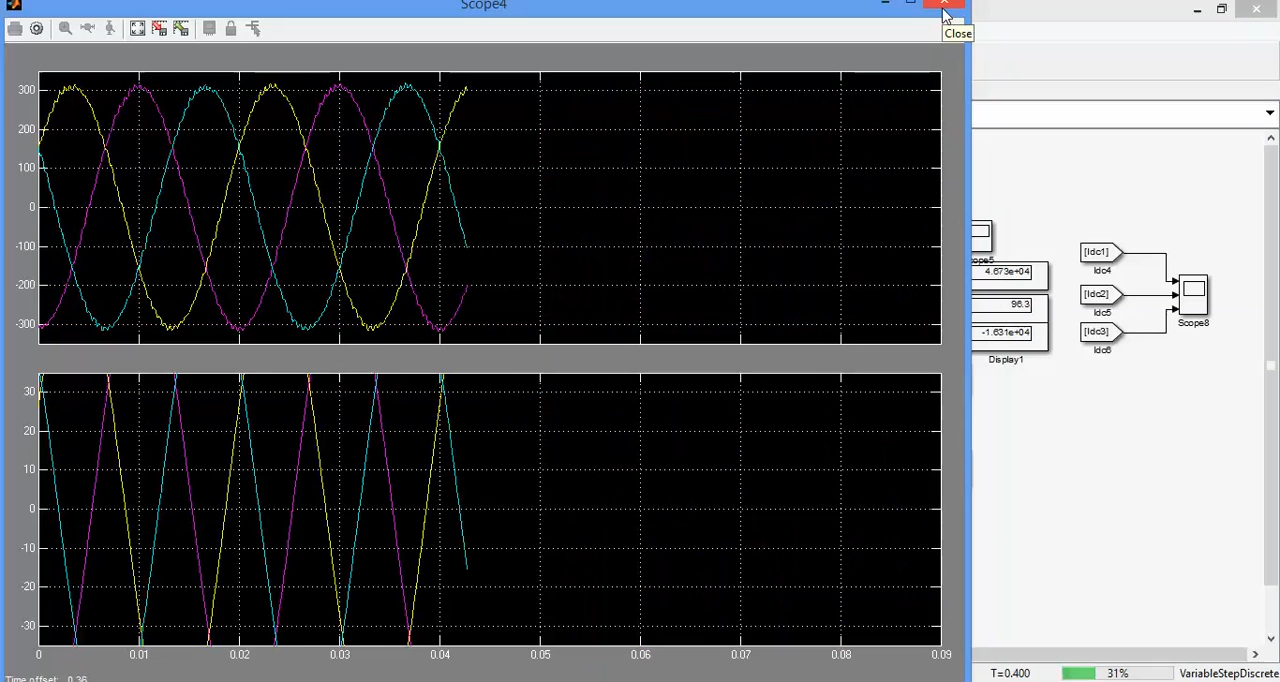 Scope4
Close
300
200
100
0
-100
-200
-300
30
20
10
0
-10
-20
-30
0 0.01 0.02 0.03 0.04 0.05 0.06 0.07 0.08 0.09
Time offset: 0.36
4.673e+04
96.3
-1.631e+04
Display1
[Idc1]
Idc4
[Idc2]
Idc5
[Idc3]
Idc6
Scope8
T=0.400 31% VariableStepDiscrete